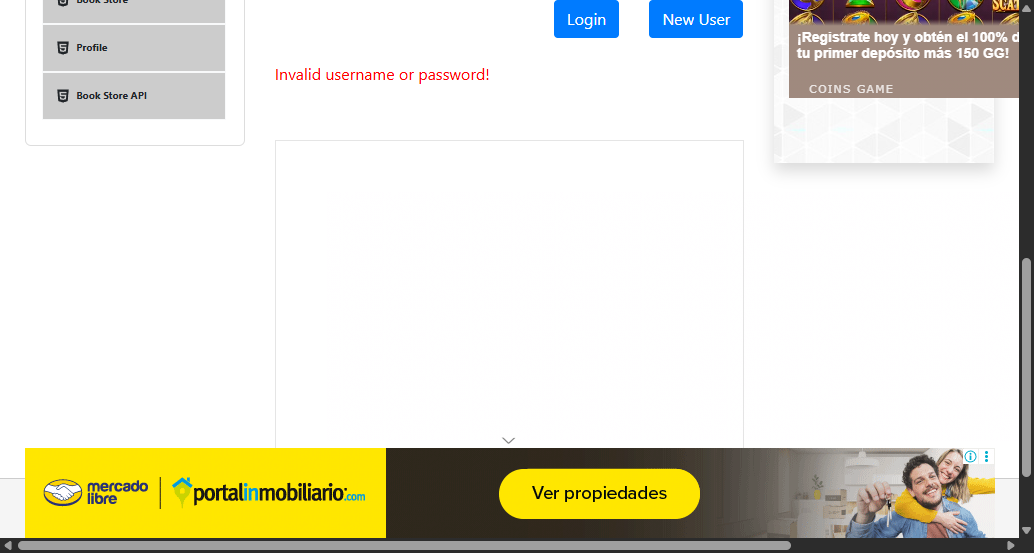 Book Store
Profile
Book Store API
Login
New User
Invalid username or password!
SCAT
¡Registrate hoy y obtén el 100% d
tu primer depósito más 150 GG!
COINS GAME
mercado
libre
portalinmobiliario.com
Ver propiedades